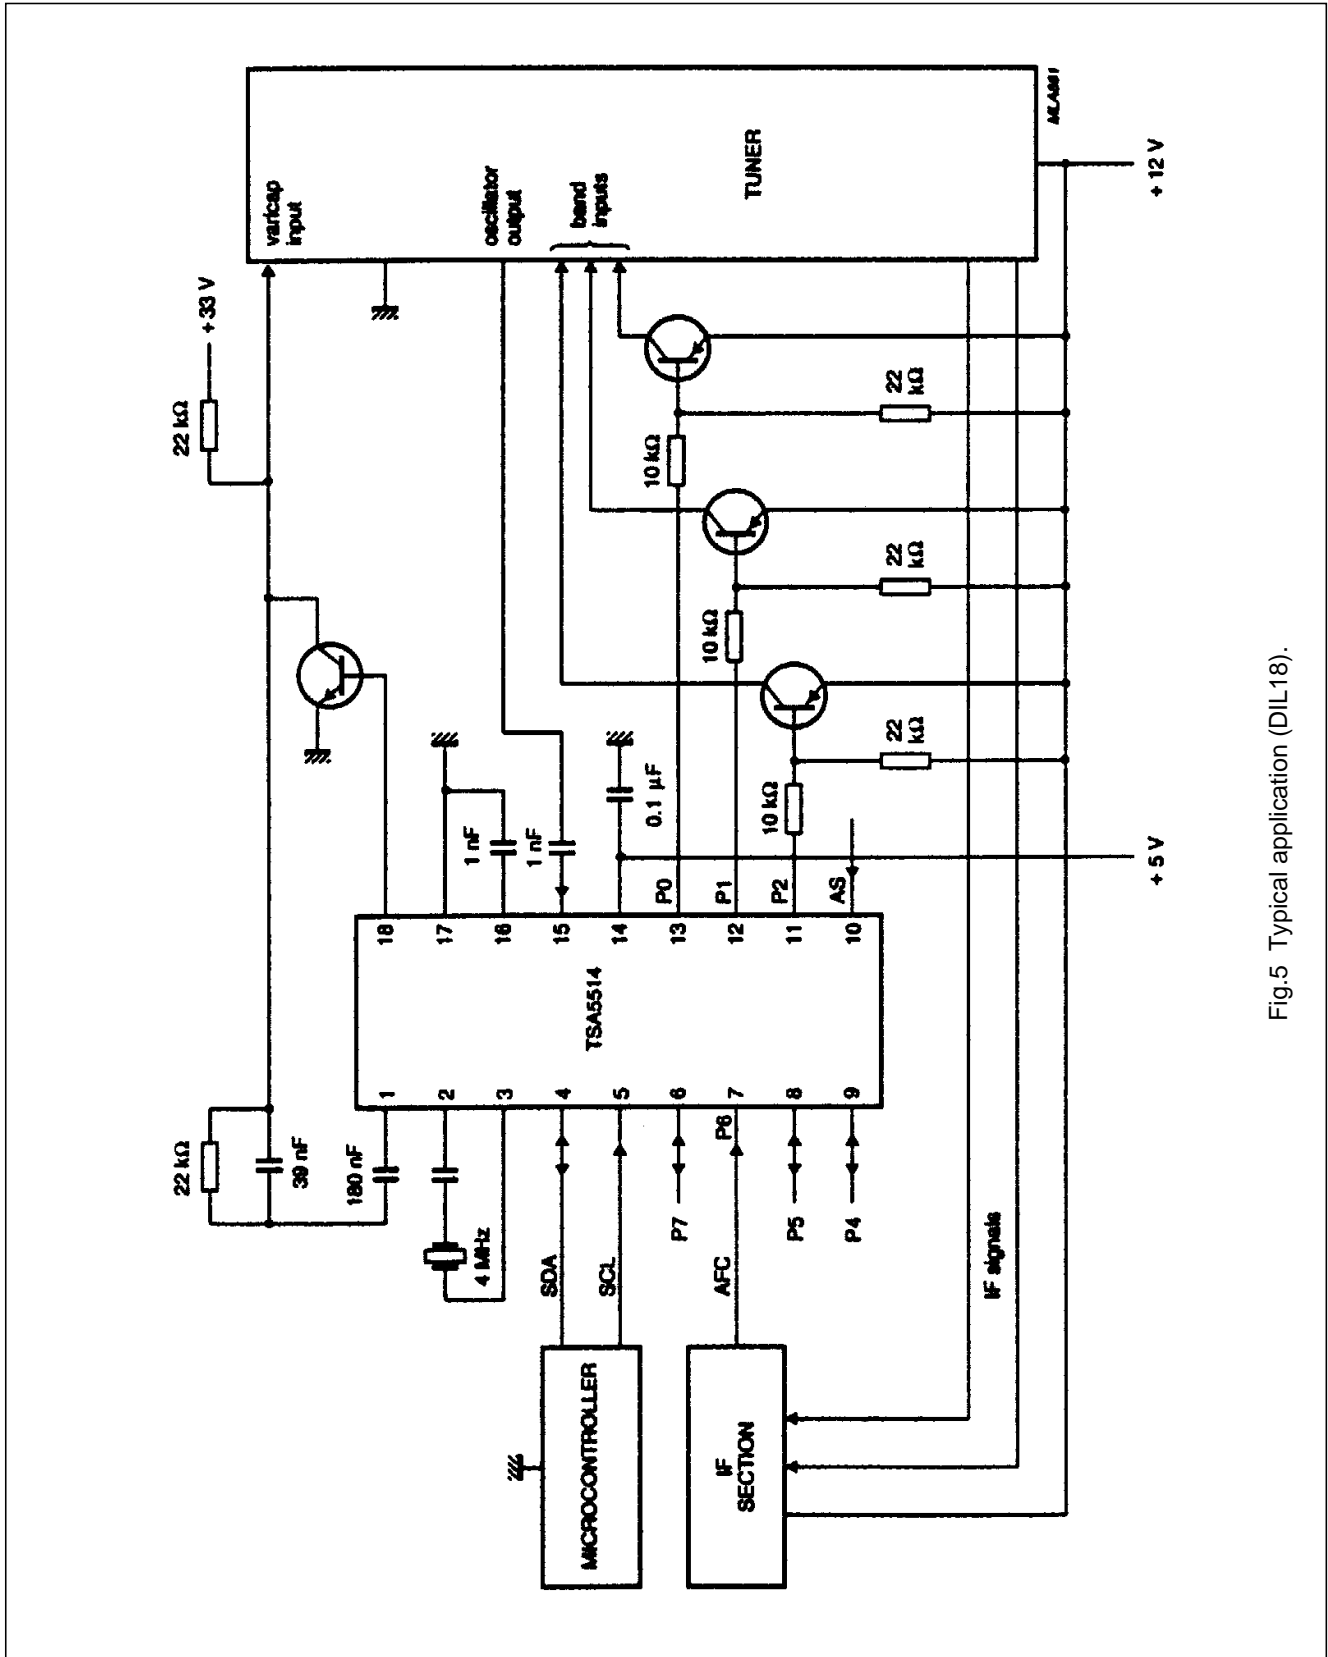 22 kΩ
+ 33 V
varicap
input
22 kΩ
39 nF
180 nF
4 MHz
oscillator
output
band
inputs
TUNER
MLA861
+ 12 V
1 nF
1 nF
0.1 µF
18
17
16
15
14
13
12
11
10
P0
P1
P2
AS
TSA5514
1
2
3
4
5
6
7
8
9
10 kΩ
10 kΩ
10 kΩ
22
kΩ
22
kΩ
22
kΩ
+ 5 V
SDA
SCL
P7
P6
AFC
P5
P4
MICROCONTROLLER
IF
SECTION
IF signals
Fig.5 Typical application (DIL18).